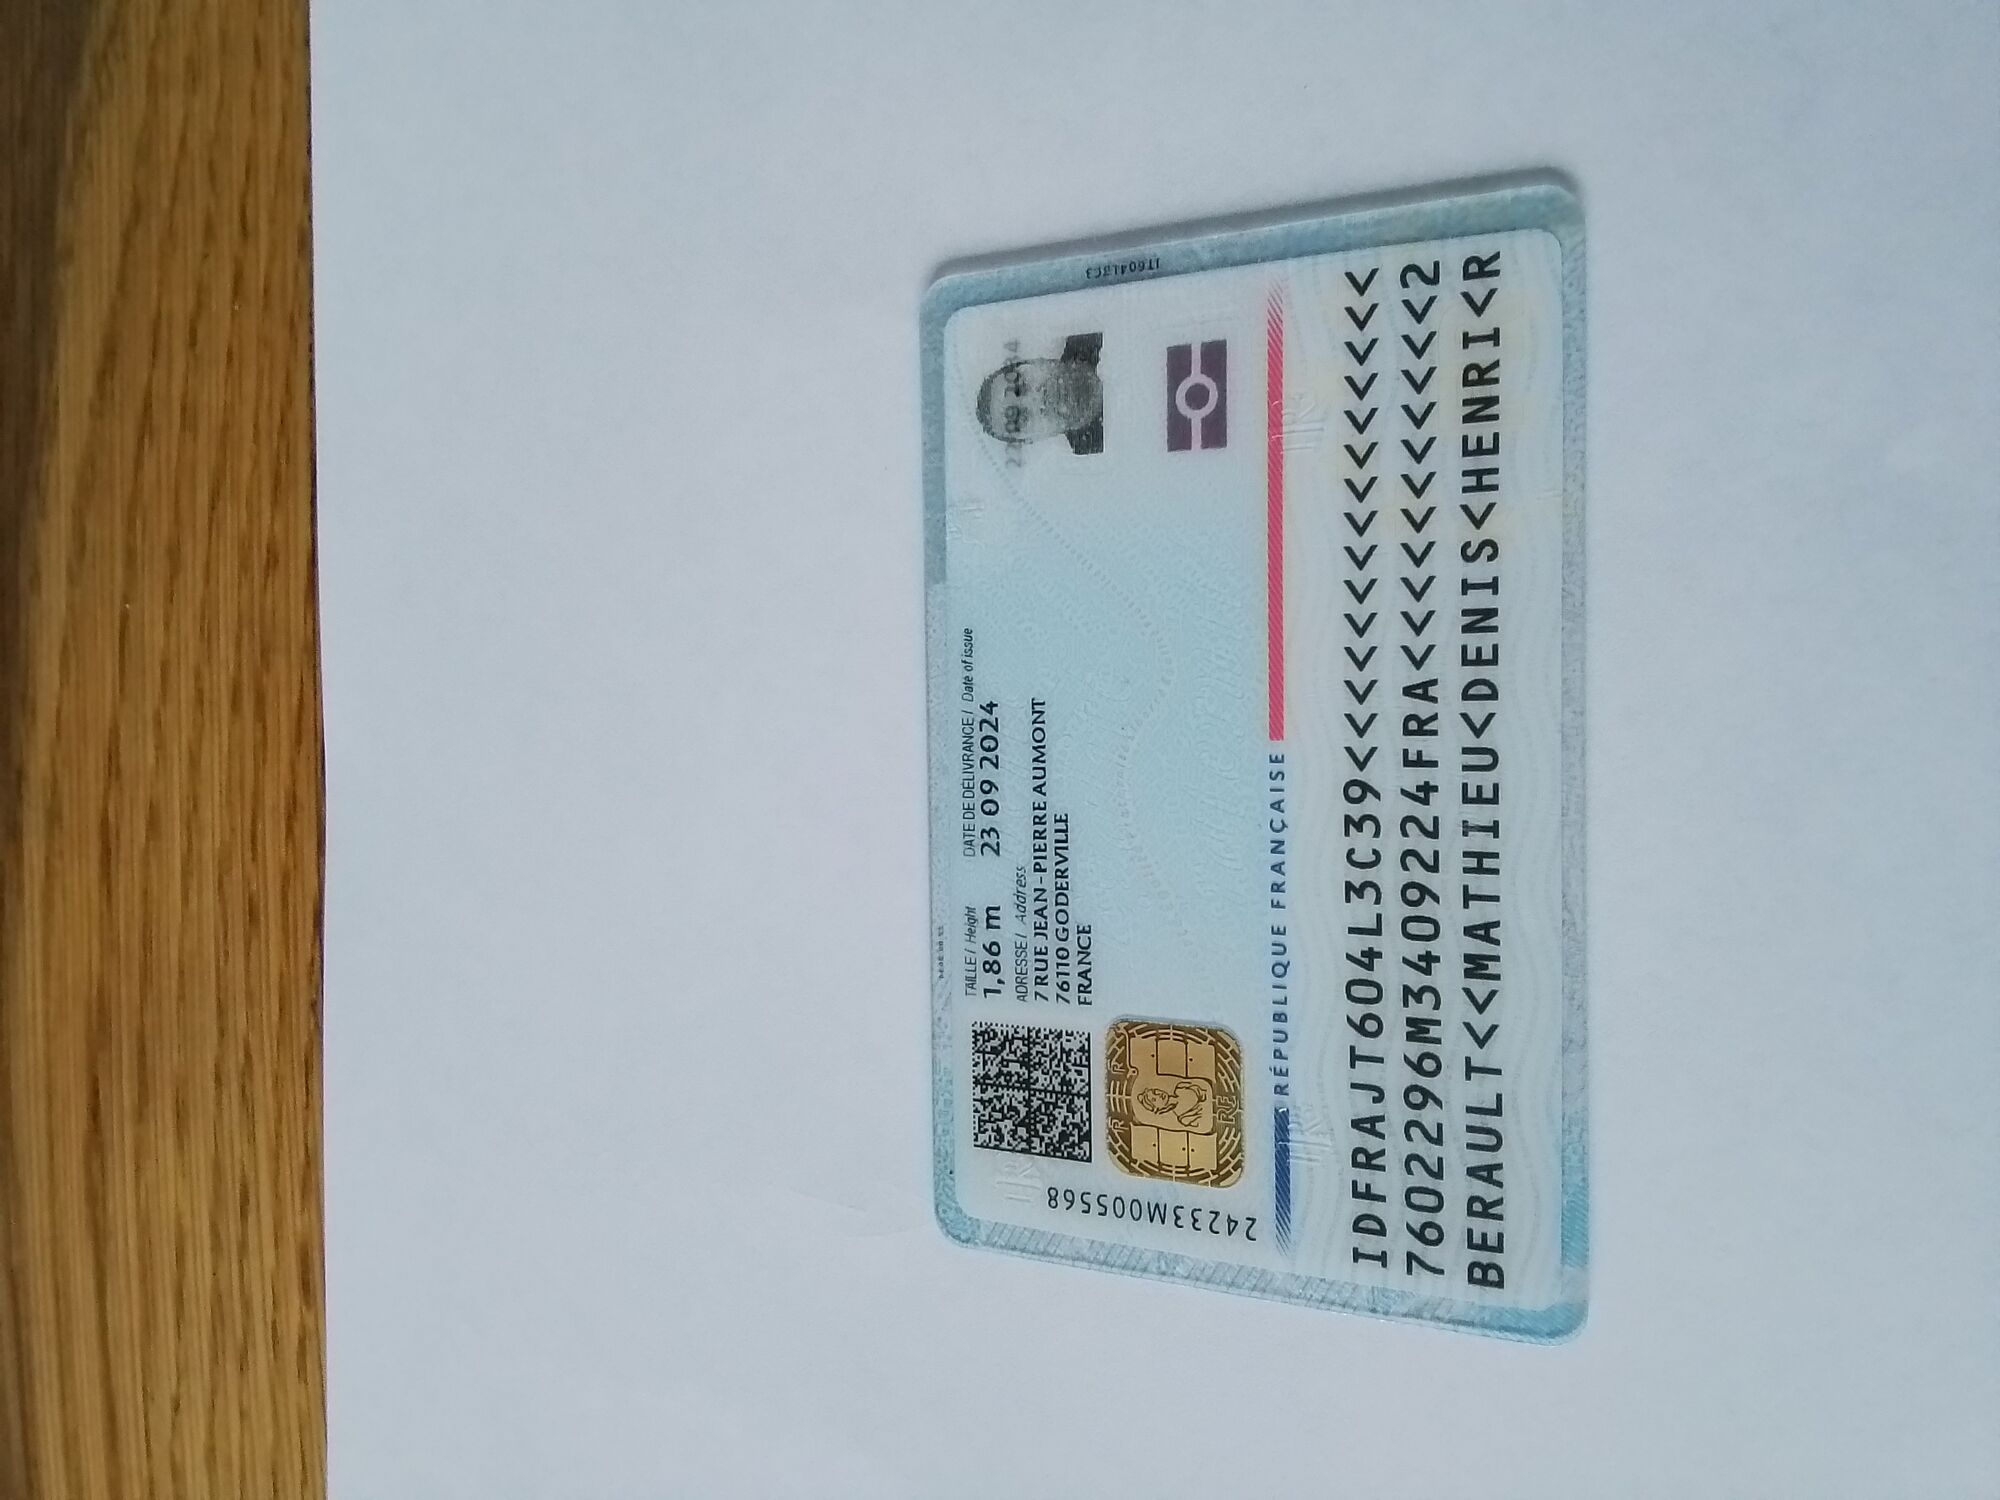 TAILLE / Height DATE DE DÉLIVRANCE / Date of issue
1,86 m 23 09 2024
ADRESSE / Address
7 RUE JEAN-PIERRE AUMONT
76110 GODERVILLE
FRANCE
24233M005568
RÉPUBLIQUE FRANÇAISE
IDFRAJT604L3C39<<<<<<<<<<<<<<<
7602296M3409224FRA<<<<<<<<<<<2
BERAULT<<MATHIEU<DENIS<HENRI<R